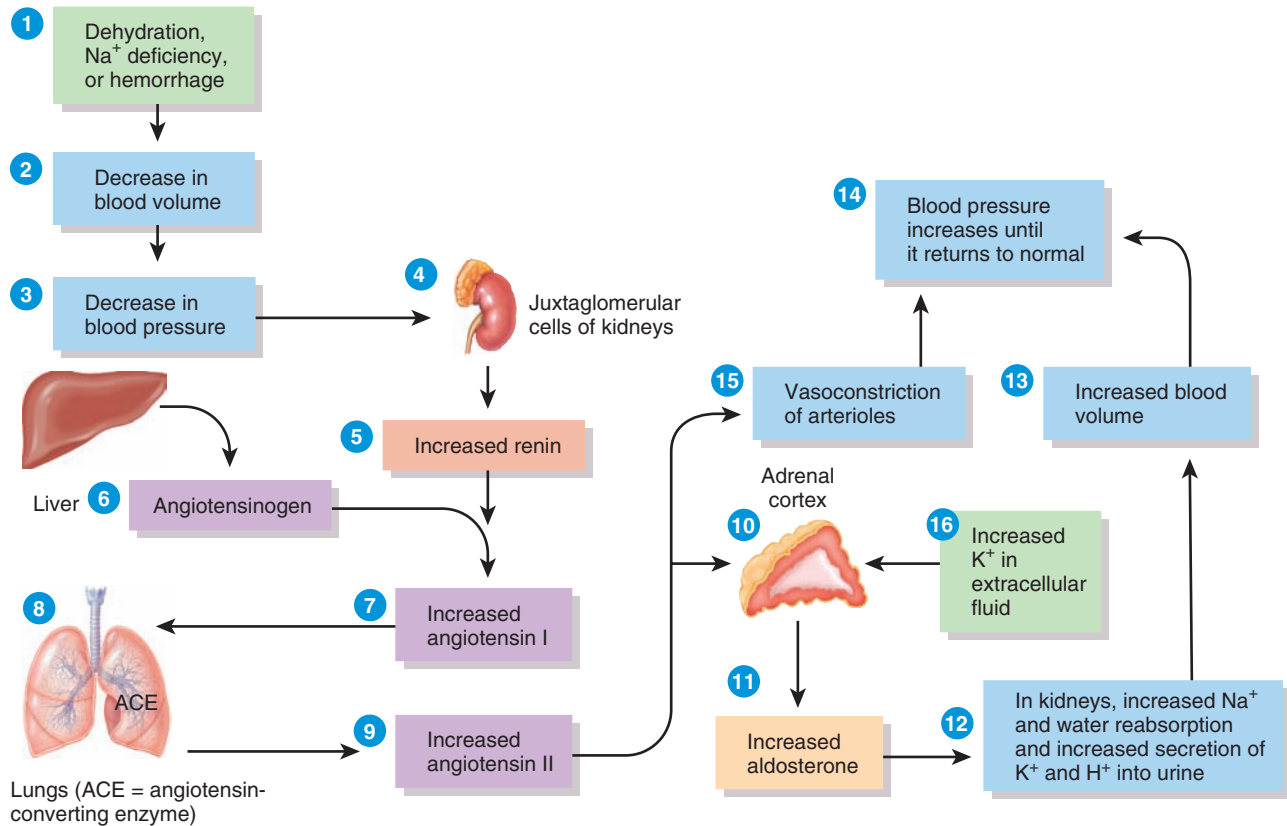 1
Dehydration,
Na⁺ deficiency,
or hemorrhage
2
Decrease in
blood volume
3
Decrease in
blood pressure
4
Juxtaglomerular
cells of kidneys
5
Increased renin
Liver
6
Angiotensinogen
7
Increased
angiotensin I
8
ACE
Lungs (ACE = angiotensin-
converting enzyme)
9
Increased
angiotensin II
10
Adrenal
cortex
11
Increased
aldosterone
12
In kidneys, increased Na⁺
and water reabsorption
and increased secretion of
K⁺ and H⁺ into urine
13
Increased blood
volume
14
Blood pressure
increases until
it returns to normal
15
Vasoconstriction
of arterioles
16
Increased
K⁺ in
extracellular
fluid